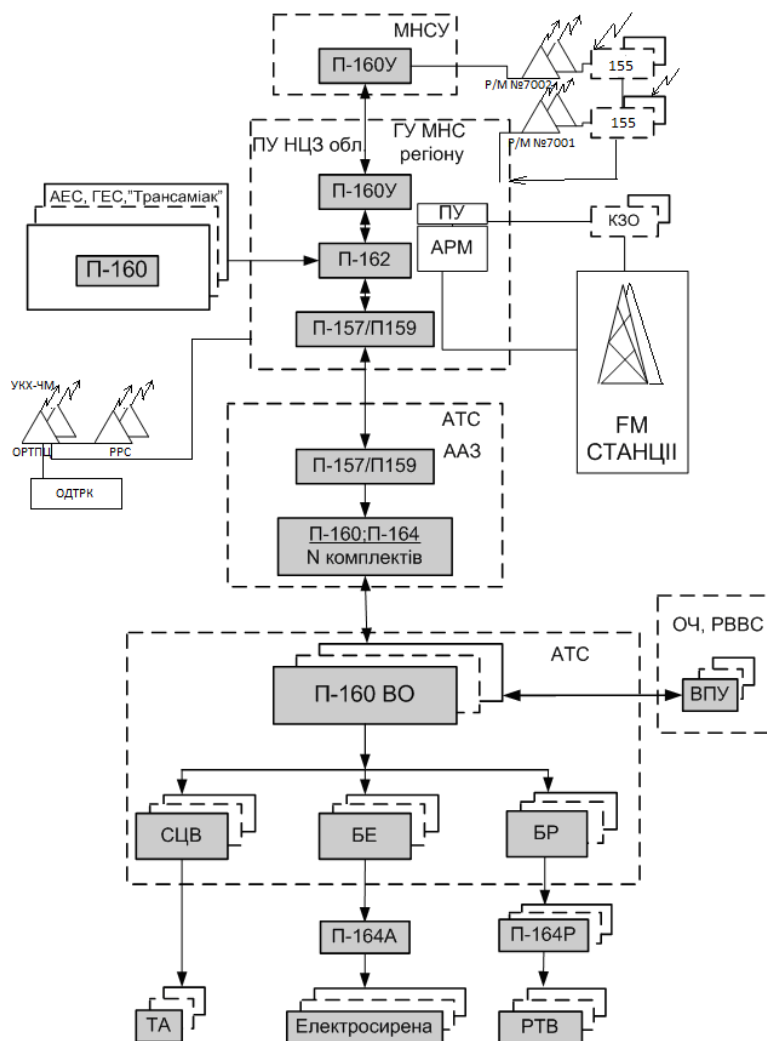 МНСУ
П-160У
155
Р/М №7002
155
Р/М №7001
ПУ НЦЗ обл.
ГУ МНС
регіону
П-160У
АЕС, ГЕС,"Трансаміак"
П-160
П-162
ПУ
АРМ
КЗО
П-157/П159
FM
СТАНЦІЇ
УКХ-ЧМ
ОРТПЦ
РРС
ОДТРК
АТС
ААЗ
П-157/П159
П-160;П-164
N комплектів
ОЧ, РВВС
АТС
П-160 ВО
ВПУ
СЦВ
БЕ
БР
П-164А
П-164Р
ТА
Електросирена
РТВ